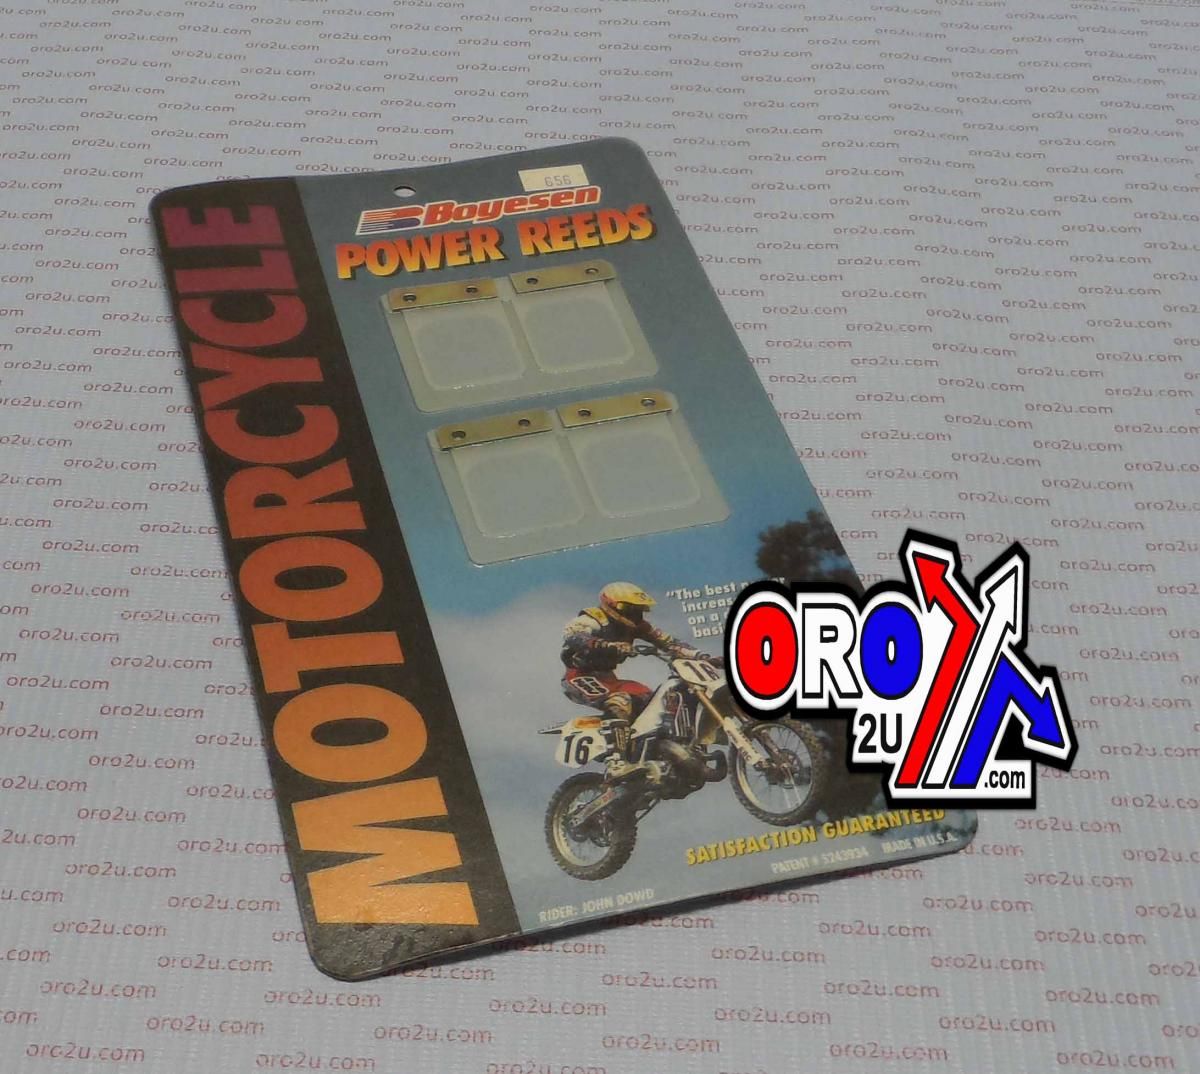 656
Boyesen
POWER REEDS
MOTORCYCLE
"The best
increas
on a
basi
16
16
ORO
2U
.com
SATISFACTION GUARANTEED
PATENT # 5243934 MADE IN U.S.A.
RIDER: JOHN DOWD
oro2u.com